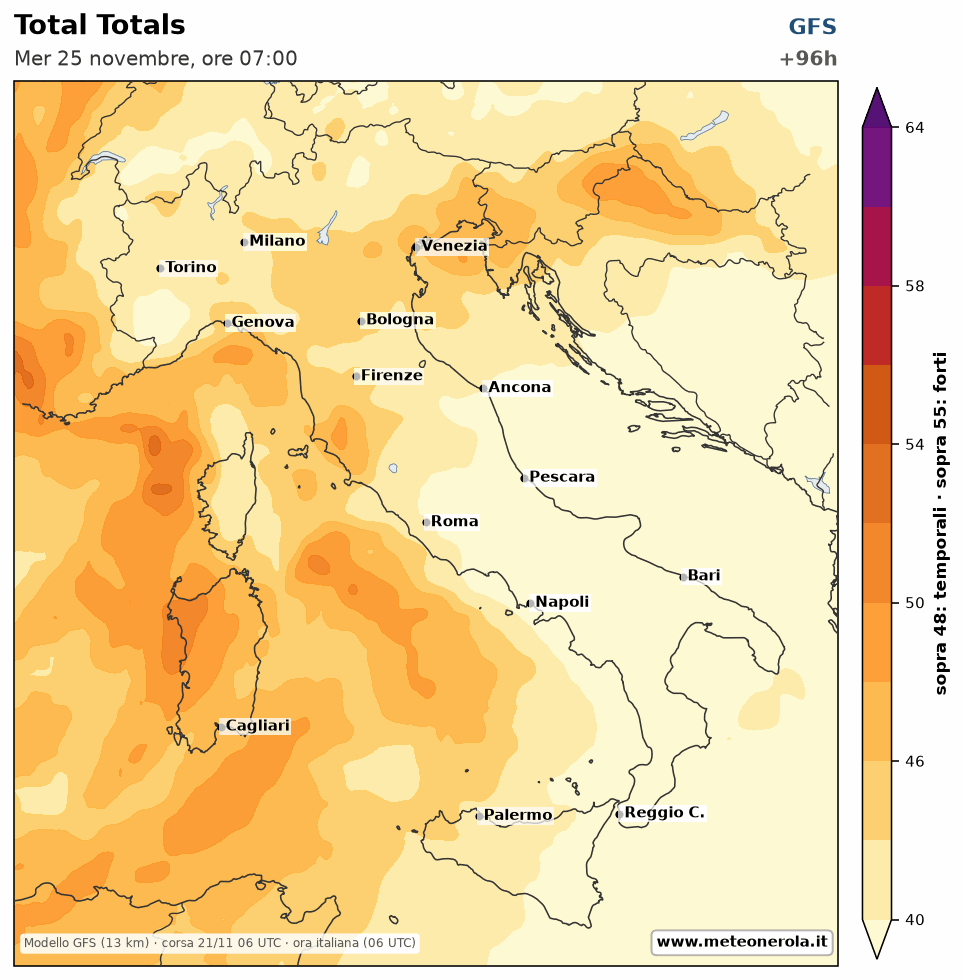 Total Totals
GFS
Mer 25 novembre, ore 07:00
+96h
64
58
54
50
46
40
sopra 48: temporali · sopra 55: forti
Milano
Venezia
Torino
Genova
Bologna
Firenze
Ancona
Pescara
Roma
Bari
Napoli
Cagliari
Palermo
Reggio C.
Modello GFS (13 km) · corsa 21/11 06 UTC · ora italiana (06 UTC)
www.meteonerola.it